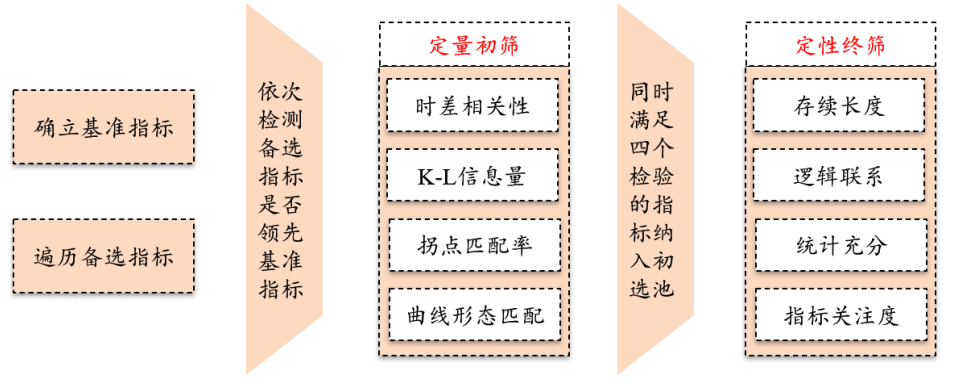 确立基准指标
遍历备选指标
依次
检测
备选
指标
是否
领先
基准
指标
定量初筛
时差相关性
K-L信息量
拐点匹配率
曲线形态匹配
同时
满足
四个
检验
的指
标纳
入初
选池
定性终筛
存续长度
逻辑联系
统计充分
指标关注度